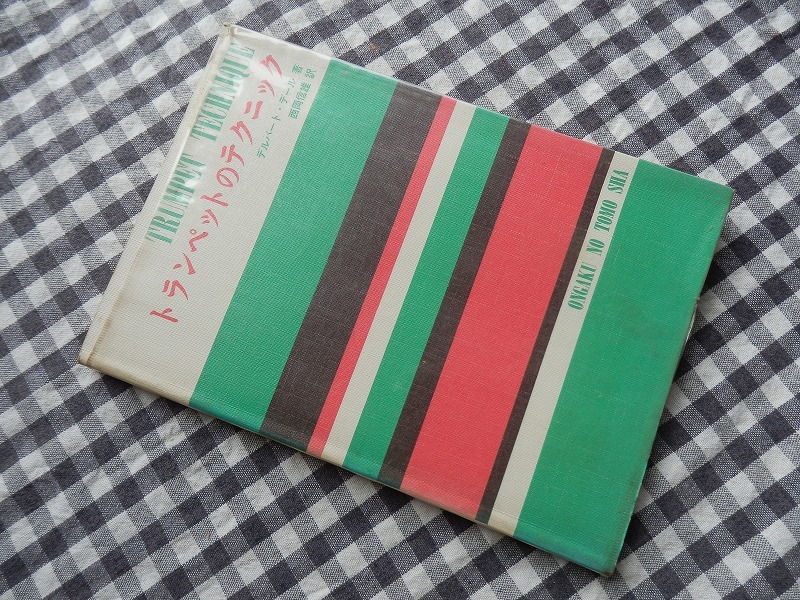 TRUMPET TECHNIQUE
トランペットのテクニック
デルバート・デール 著
西岡信雄 訳
ONGAKU NO TOMO SHA